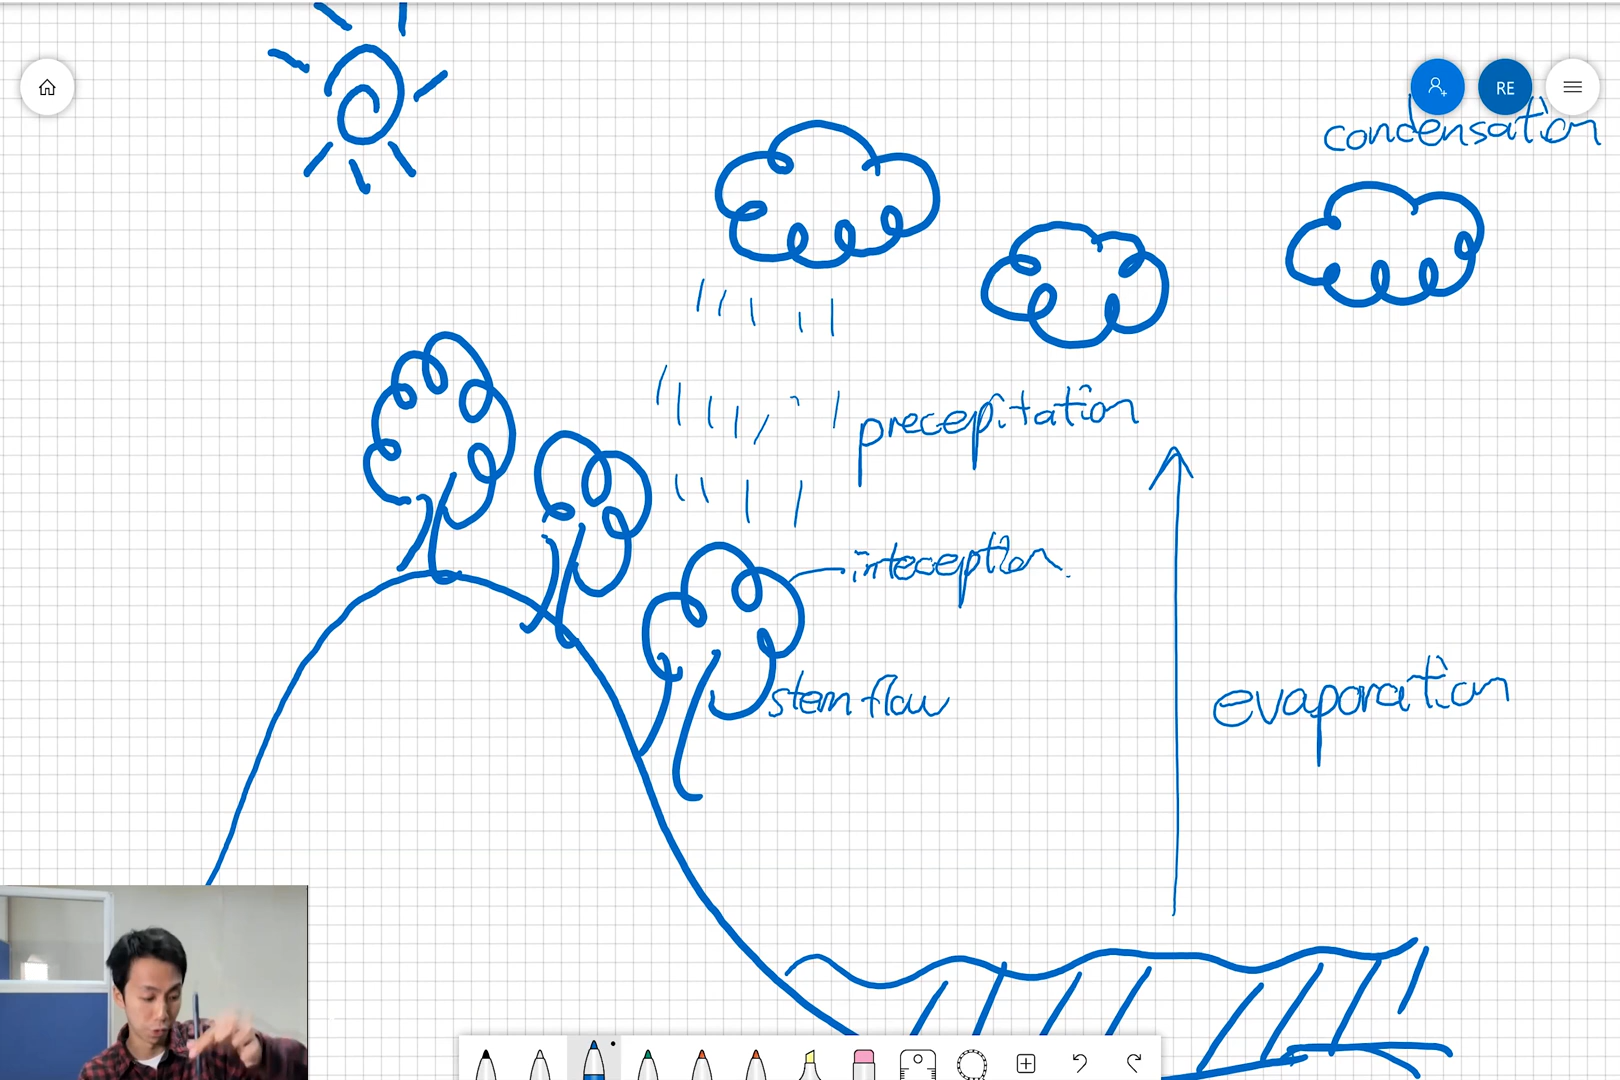 RE
condensation
precepitation
inteception
stem flow
evaporation